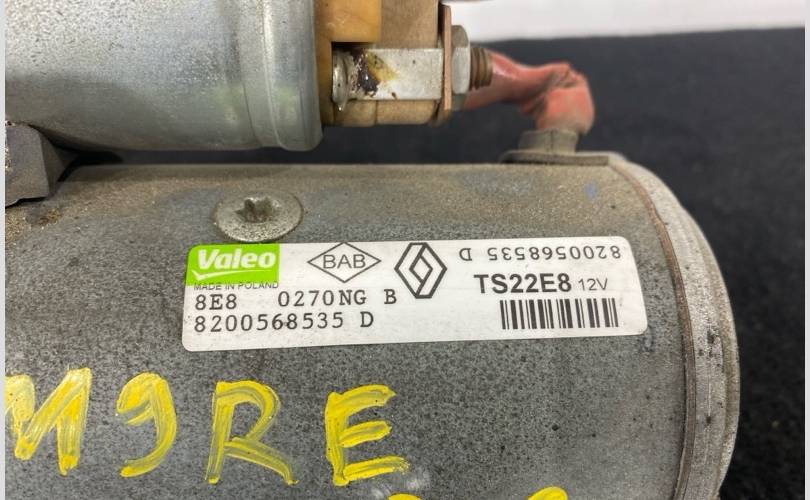 Valeo
MADE IN POLAND
BAB
8200568535 D
8E8 0270NG B
TS22E8 12V
8200568535 D
M9RE